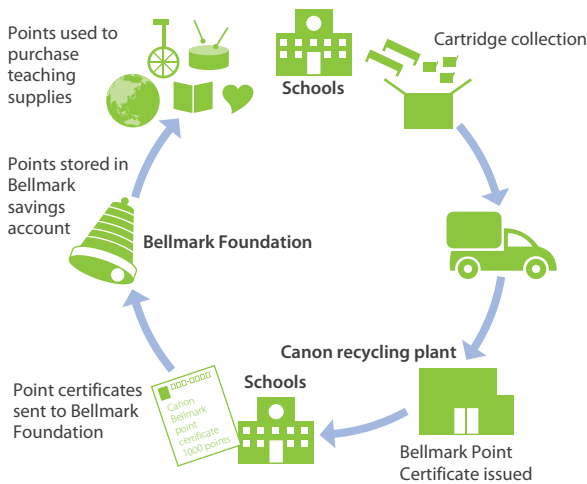 Points used to
purchase
teaching
supplies
Schools
Cartridge collection
Points stored in
Bellmark
savings
account
Bellmark Foundation
Canon recycling plant
Bellmark Point
Certificate issued
Schools
Point certificates
sent to Bellmark
Foundation
Canon
Bellmark
point
certificate
1000 points